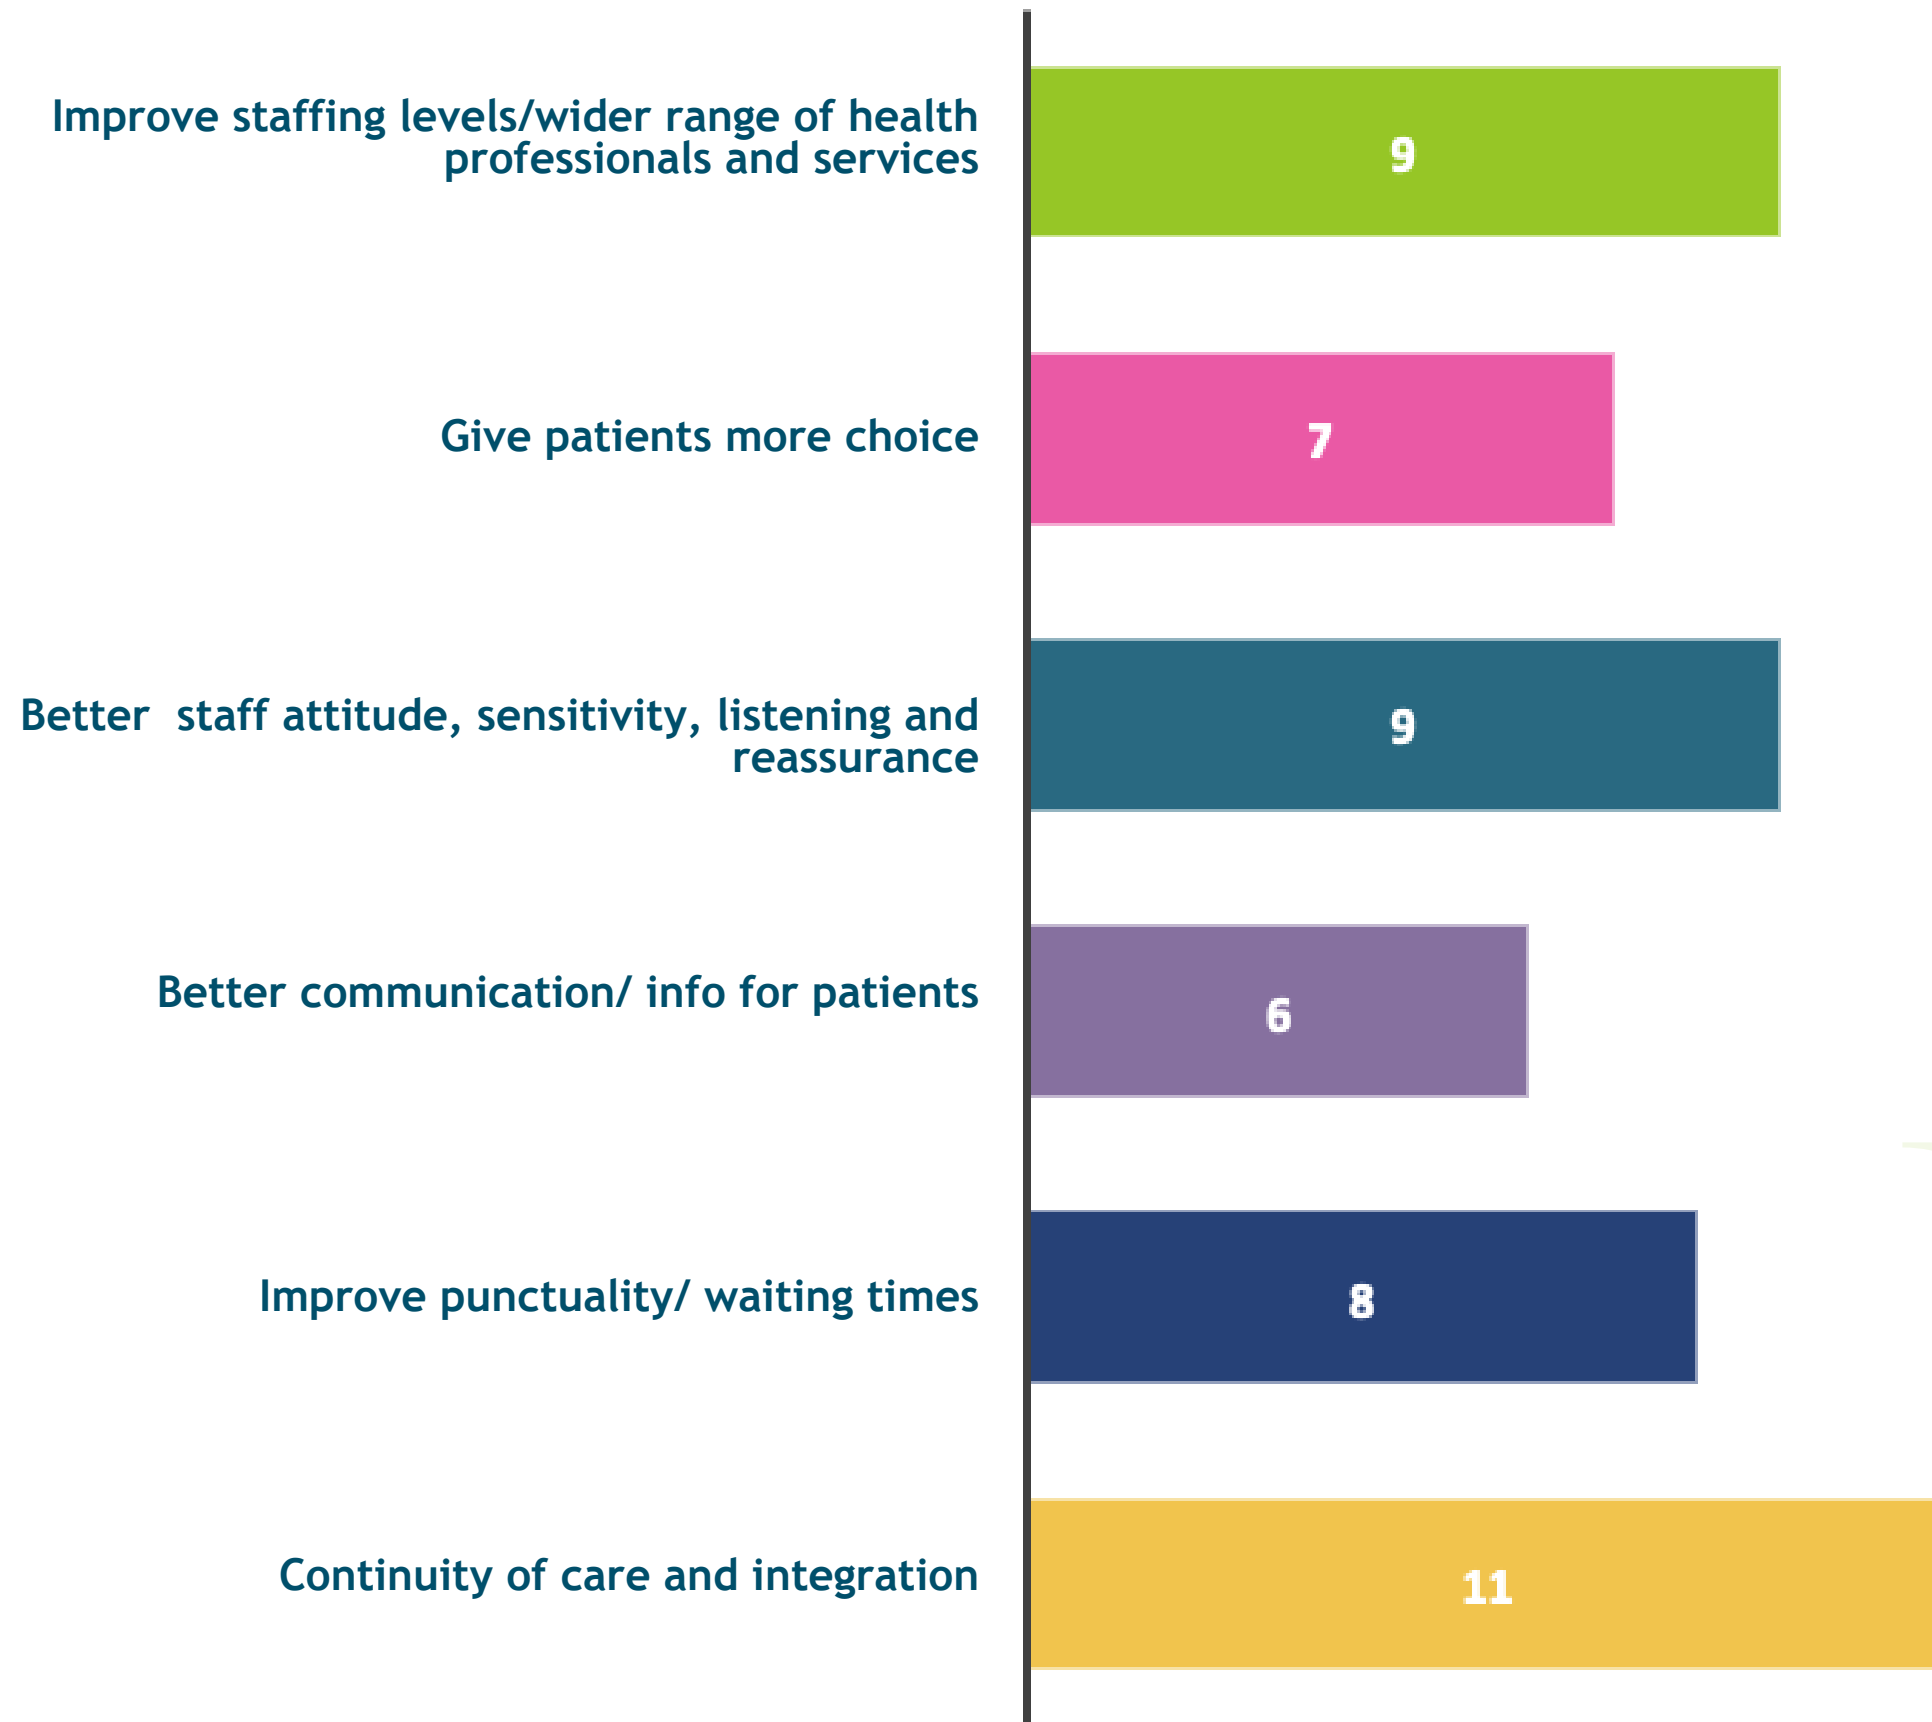 Improve staffing levels/wider range of health
professionals and services
9
Give patients more choice
7
Better  staff attitude, sensitivity, listening and
reassurance
9
Better communication/ info for patients
6
Improve punctuality/ waiting times
8
Continuity of care and integration
11